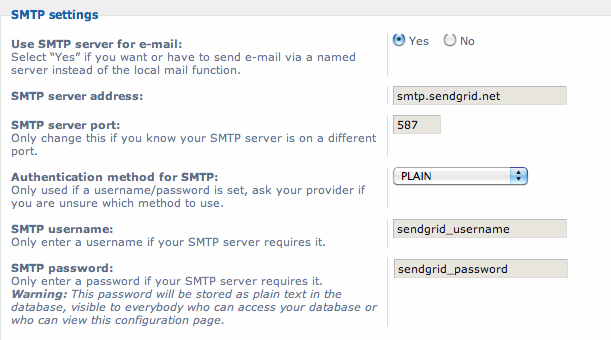 SMTP settings
Use SMTP server for e-mail:
Yes No
Select “Yes” if you want or have to send e-mail via a named
server instead of the local mail function.
SMTP server address:
smtp.sendgrid.net
SMTP server port:
587
Only change this if you know your SMTP server is on a different
port.
Authentication method for SMTP:
PLAIN
Only used if a username/password is set, ask your provider if
you are unsure which method to use.
SMTP username:
sendgrid_username
Only enter a username if your SMTP server requires it.
SMTP password:
sendgrid_password
Only enter a password if your SMTP server requires it.
Warning: This password will be stored as plain text in the
database, visible to everybody who can access your database or
who can view this configuration page.